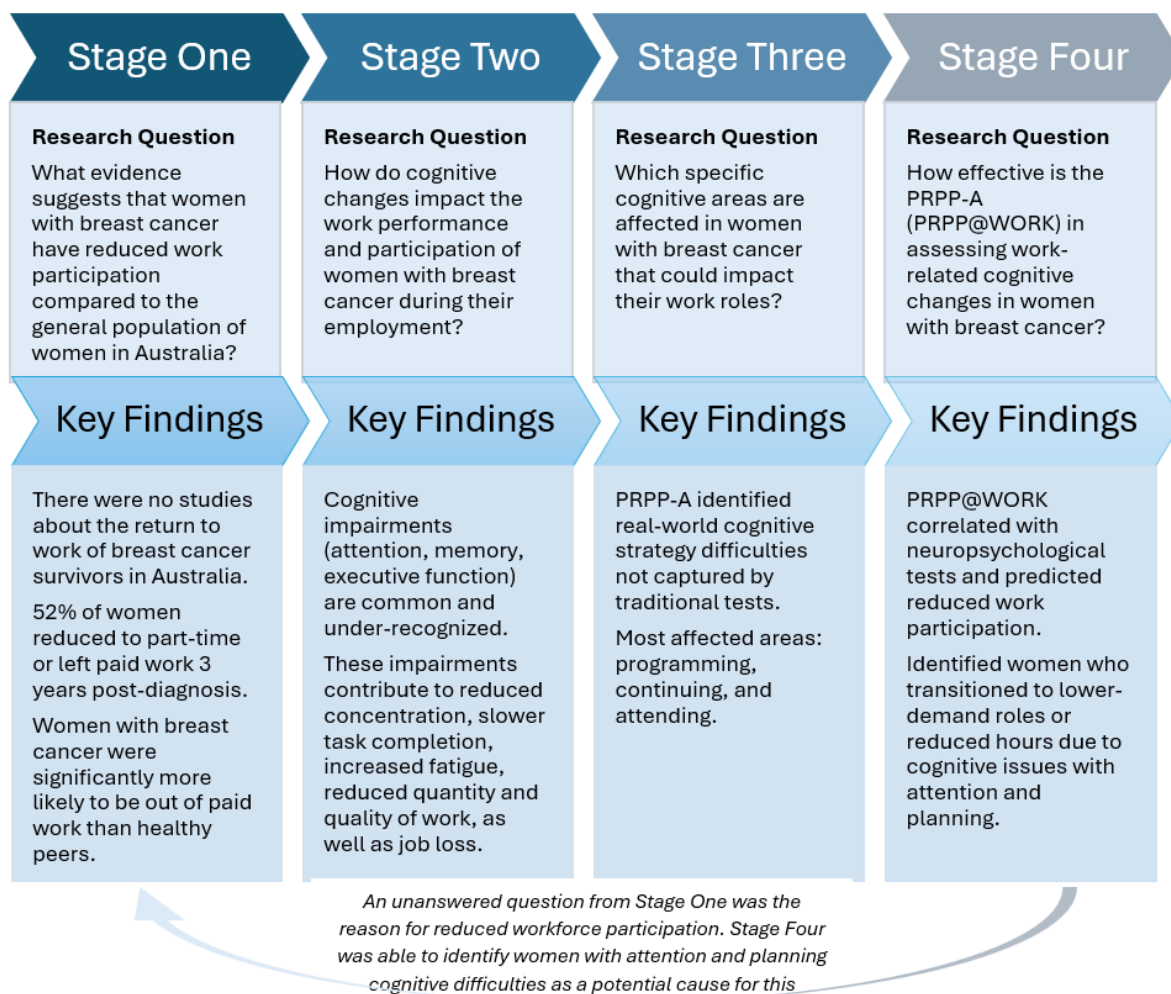 Stage One
Stage Two
Stage Three
Stage Four
Research Question
What evidence
suggests that women
with breast cancer
have reduced work
participation
compared to the
general population of
women in Australia?
Research Question
How do cognitive
changes impact the
work performance
and participation of
women with breast
cancer during their
employment?
Research Question
Which specific
cognitive areas are
affected in women
with breast cancer
that could impact
their work roles?
Research Question
How effective is the
PRPP-A
(PRPP@WORK) in
assessing work-
related cognitive
changes in women
with breast cancer?
Key Findings
Key Findings
Key Findings
Key Findings
There were no studies
about the return to
work of breast cancer
survivors in Australia.
52% of women
reduced to part-time
or left paid work 3
years post-diagnosis.
Women with breast
cancer were
significantly more
likely to be out of paid
work than healthy
peers.
Cognitive
impairments
(attention, memory,
executive function)
are common and
under-recognized.
These impairments
contribute to reduced
concentration, slower
task completion,
increased fatigue,
reduced quantity and
quality of work, as
well as job loss.
PRPP-A identified
real-world cognitive
strategy difficulties
not captured by
traditional tests.
Most affected areas:
programming,
continuing, and
attending.
PRPP@WORK
correlated with
neuropsychological
tests and predicted
reduced work
participation.
Identified women who
transitioned to lower-
demand roles or
reduced hours due to
cognitive issues with
attention and
planning.
An unanswered question from Stage One was the
reason for reduced workforce participation. Stage Four
was able to identify women with attention and planning
cognitive difficulties as a potential cause for this